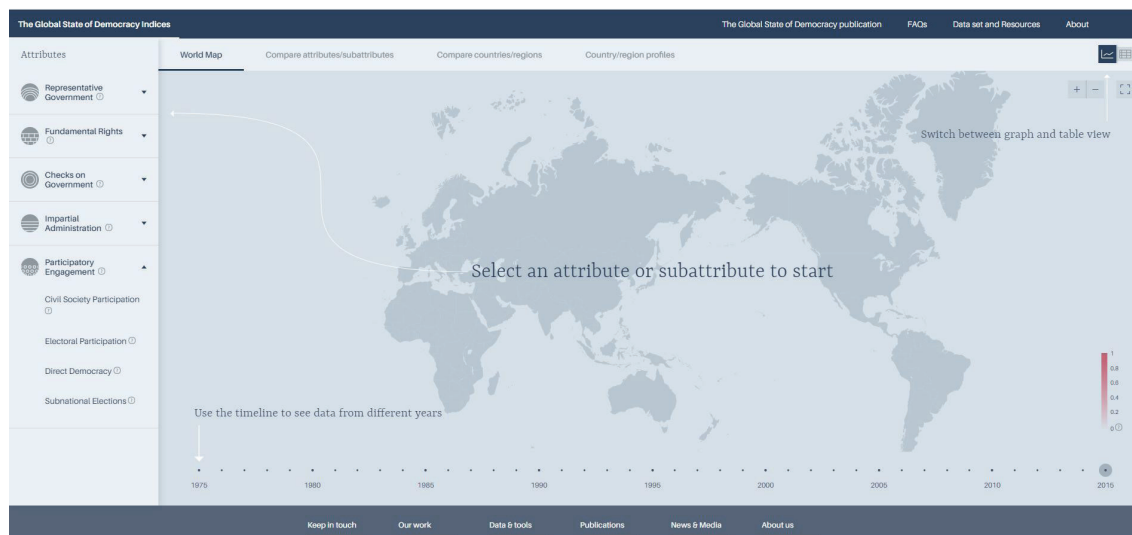 The Global State of Democracy Indices
The Global State of Democracy publication
FAQs
Data set and Resources
About
Attributes
World Map
Compare attributes/subattributes
Compare countries/regions
Country/region profiles
Representative
Government
Fundamental Rights
Checks on
Government
Impartial
Administration
Participatory
Engagement
Civil Society Participation
Electoral Participation
Direct Democracy
Subnational Elections
+ −
Switch between graph and table view
Select an attribute or subattribute to start
Use the timeline to see data from different years
1
0.8
0.6
0.4
0.2
0
1975 1980 1985 1990 1995 2000 2005 2010 2015
Keep in touch
Our work
Data & tools
Publications
News & Media
About us